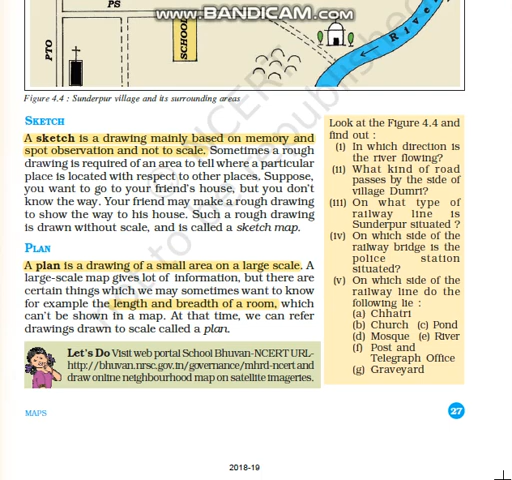 PS
www.BANDICAM.com
SCHOOL
PTO
River
Figure 4.4 : Sunderpur village and its surrounding areas
SKETCH
A sketch is a drawing mainly based on memory and
spot observation and not to scale. Sometimes a rough
drawing is required of an area to tell where a particular
place is located with respect to other places. Suppose,
you want to go to your friend's house, but you don't
know the way. Your friend may make a rough drawing
to show the way to his house. Such a rough drawing
is drawn without scale, and is called a sketch map.
PLAN
A plan is a drawing of a small area on a large scale. A
large-scale map gives lot of information, but there are
certain things which we may sometimes want to know
for example the length and breadth of a room, which
can't be shown in a map. At that time, we can refer
drawings drawn to scale called a plan.
Let's Do Visit web portal School Bhuvan-NCERT URL-
http://bhuvan.nrsc.gov.in/governance/mhrd-ncert and
draw online neighbourhood map on satellite imageries.
Look at the Figure 4.4 and
find out :
(i) In which direction is
the river flowing?
(ii) What kind of road
passes by the side of
village Dumri?
(iii) On what type of
railway line is
Sunderpur situated ?
(iv) On which side of the
railway bridge is the
police station
situated?
(v) On which side of the
railway line do the
following lie :
(a) Chhatri
(b) Church (c) Pond
(d) Mosque (e) River
(f) Post and
Telegraph Office
(g) Graveyard
MAPS
27
2018-19